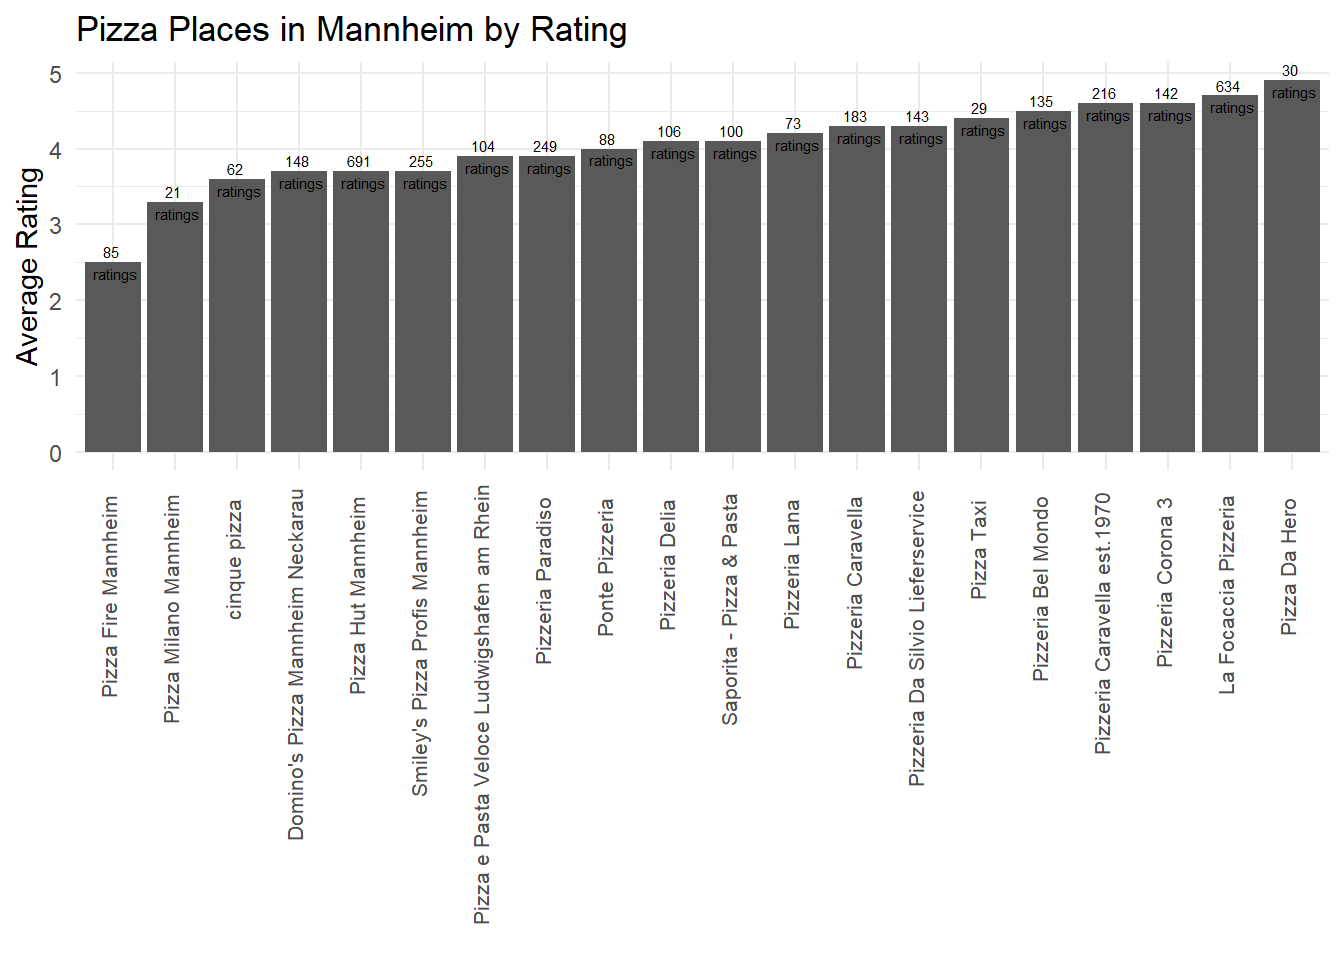 Pizza Places in Mannheim by Rating
Average Rating
5
4
3
2
1
0
85
ratings
21
ratings
62
ratings
148
ratings
691
ratings
255
ratings
104
ratings
249
ratings
88
ratings
106
ratings
100
ratings
73
ratings
183
ratings
143
ratings
29
ratings
135
ratings
216
ratings
142
ratings
634
ratings
30
ratings
Pizza Fire Mannheim
Pizza Milano Mannheim
cinque pizza
Domino's Pizza Mannheim Neckarau
Pizza Hut Mannheim
Smiley's Pizza Profis Mannheim
Pizza e Pasta Veloce Ludwigshafen am Rhein
Pizzeria Paradiso
Ponte Pizzeria
Pizzeria Delia
Saporita - Pizza & Pasta
Pizzeria Lana
Pizzeria Caravella
Pizzeria Da Silvio Lieferservice
Pizza Taxi
Pizzeria Bel Mondo
Pizzeria Caravella est.1970
Pizzeria Corona 3
La Focaccia Pizzeria
Pizza Da Hero